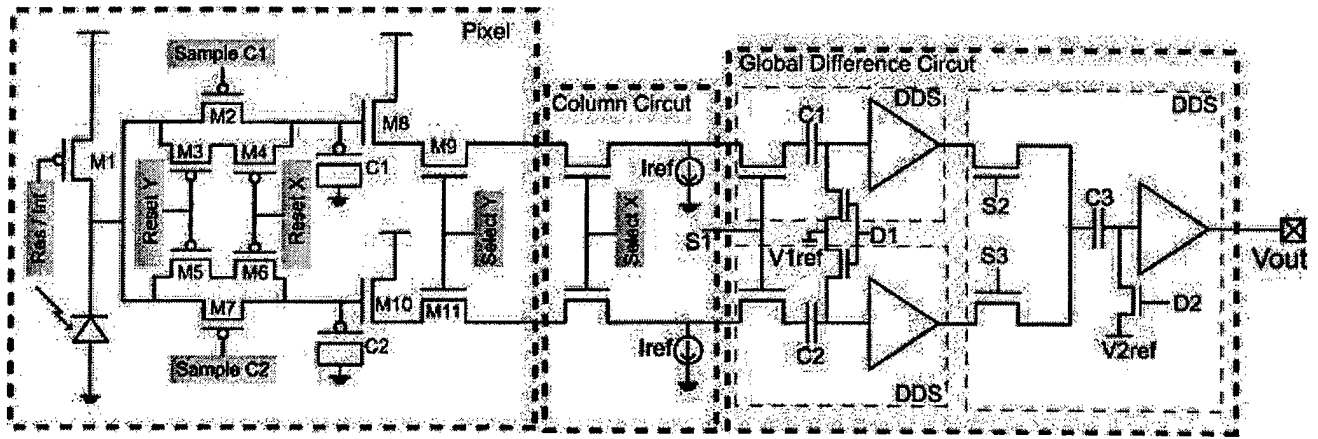 Pixel
Sample C1
M2
M3
M4
M1
Res / Int
Reset Y
Reset X
M5
M6
M7
Sample C2
M8
C1
M9
M10
M11
C2
Select Y
Column Circut
Iref
Select X
Iref
Global Difference Circut
DDS
C1
S1
V1ref
D1
C2
DDS
DDS
S2
S3
C3
D2
V2ref
Vout